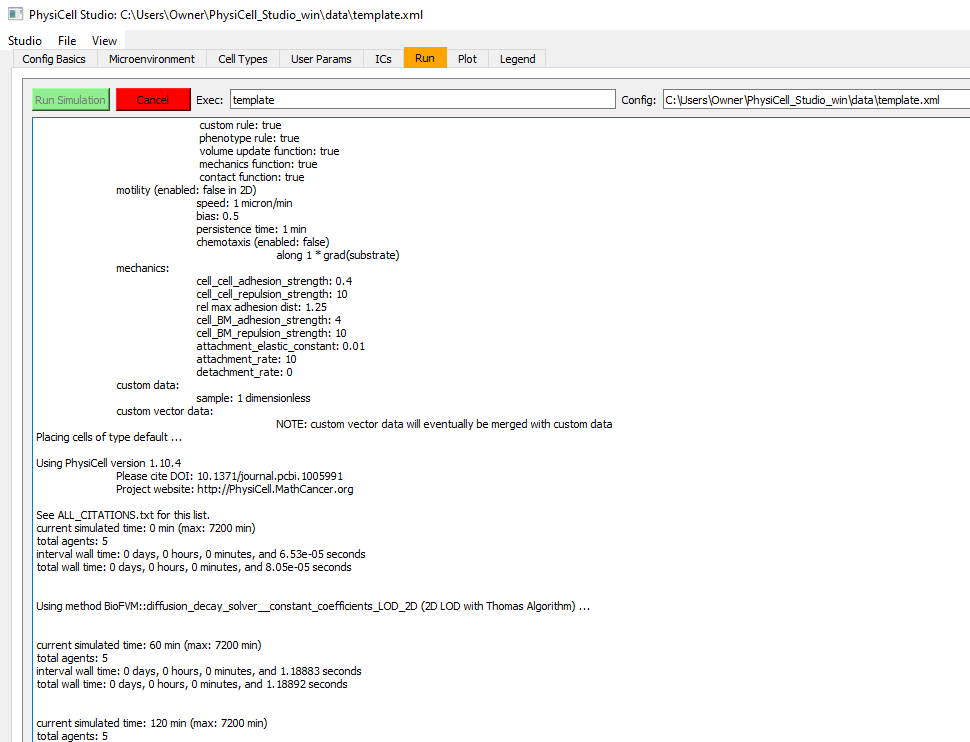 PhysiCell Studio: C:\Users\Owner\PhysiCell_Studio_win\data\template.xml
Studio File View
Config Basics Microenvironment Cell Types User Params ICs Run Plot Legend
Run Simulation Cancel Exec: template Config: C:\Users\Owner\PhysiCell_Studio_win\data\template.xml
custom rule: true
phenotype rule: true
volume update function: true
mechanics function: true
contact function: true
motility (enabled: false in 2D)
speed: 1 micron/min
bias: 0.5
persistence time: 1 min
chemotaxis (enabled: false)
along 1 * grad(substrate)
mechanics:
cell_cell_adhesion_strength: 0.4
cell_cell_repulsion_strength: 10
rel max adhesion dist: 1.25
cell_BM_adhesion_strength: 4
cell_BM_repulsion_strength: 10
attachment_elastic_constant: 0.01
attachment_rate: 10
detachment_rate: 0
custom data:
sample: 1 dimensionless
custom vector data:
NOTE: custom vector data will eventually be merged with custom data
Placing cells of type default ...
Using PhysiCell version 1.10.4
Please cite DOI: 10.1371/journal.pcbi.1005991
Project website: http://PhysiCell.MathCancer.org
See ALL_CITATIONS.txt for this list.
current simulated time: 0 min (max: 7200 min)
total agents: 5
interval wall time: 0 days, 0 hours, 0 minutes, and 6.53e-05 seconds
total wall time: 0 days, 0 hours, 0 minutes, and 8.05e-05 seconds
Using method BioFVM::diffusion_decay_solver__constant_coefficients_LOD_2D (2D LOD with Thomas Algorithm) ...
current simulated time: 60 min (max: 7200 min)
total agents: 5
interval wall time: 0 days, 0 hours, 0 minutes, and 1.18883 seconds
total wall time: 0 days, 0 hours, 0 minutes, and 1.18892 seconds
current simulated time: 120 min (max: 7200 min)
total agents: 5